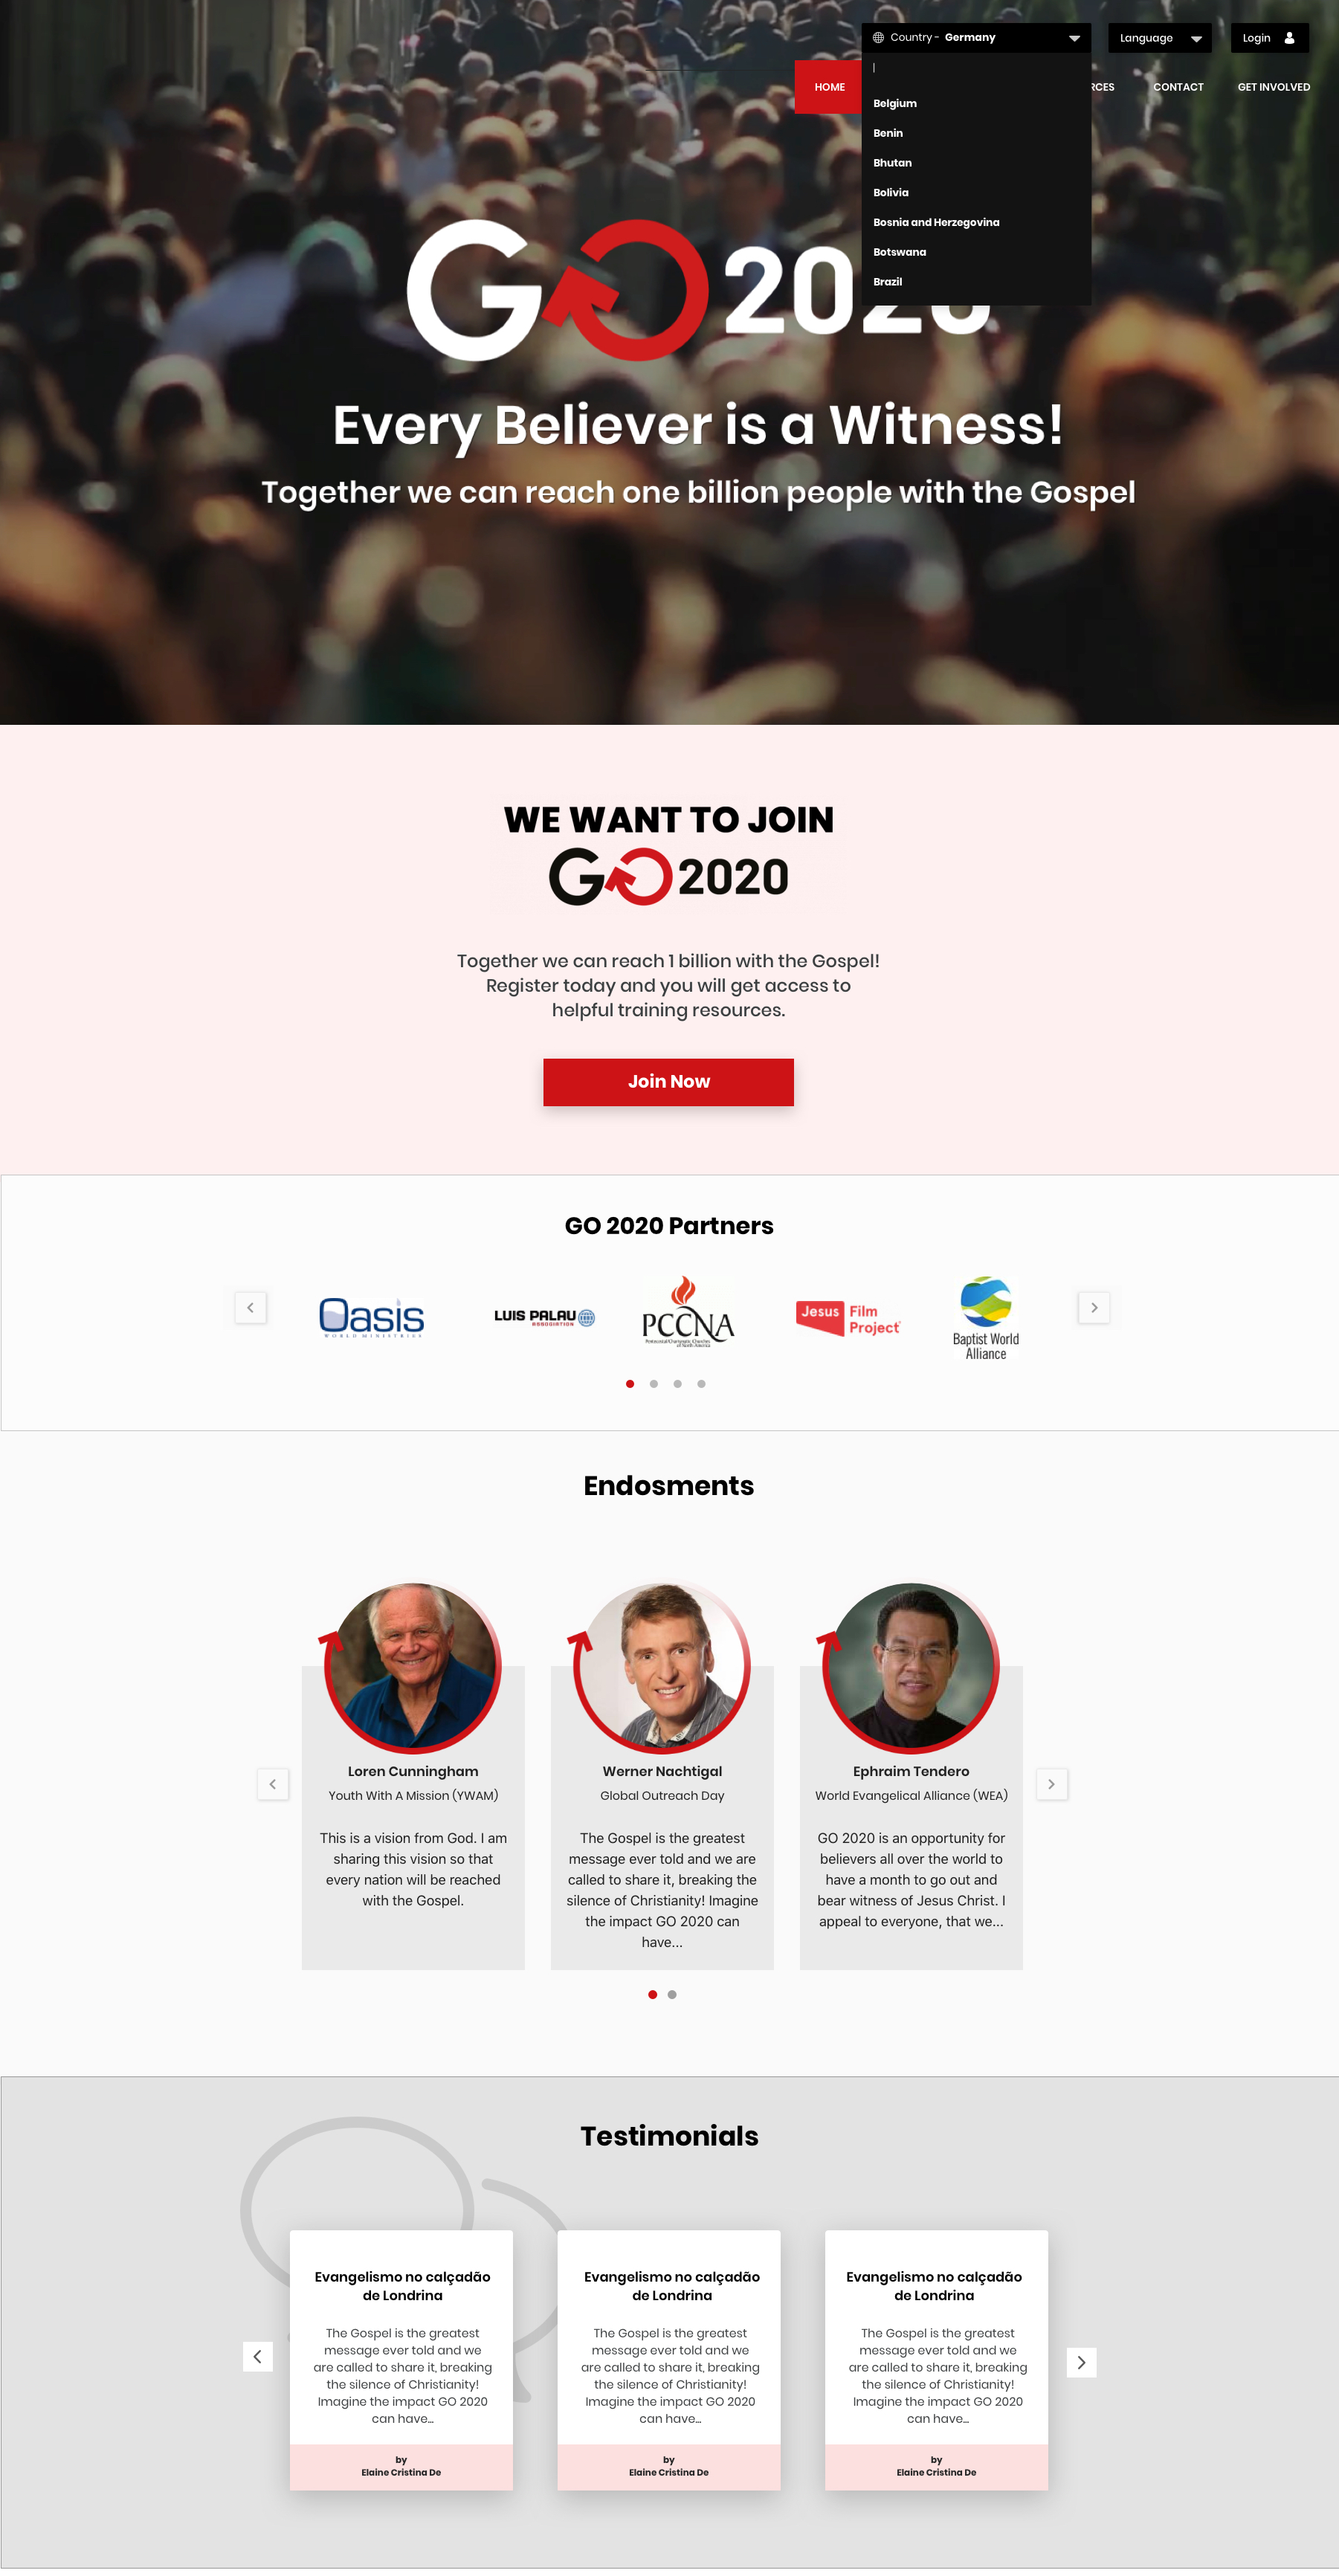 Country - Germany
Language
Login
HOME
CONTACT
GET INVOLVED
Belgium
Benin
Bhutan
Bolivia
Bosnia and Herzegovina
Botswana
Brazil
GO
Every Believer is a Witness!
Together we can reach one billion people with the Gospel
WE WANT TO JOIN
GO 2020
Together we can reach 1 billion with the Gospel!
Register today and you will get access to
helpful training resources.
Join Now
GO 2020 Partners
Oasis
WORLD MINISTRIES
LUIS PALAU
ASSOCIATION
PCCNA
Pentecostal/Charismatic Churches
of North America
Jesus Film
Project
Baptist World
Alliance
Endosments
Loren Cunningham
Youth With A Mission (YWAM)
This is a vision from God. I am
sharing this vision so that
every nation will be reached
with the Gospel.
Werner Nachtigal
Global Outreach Day
The Gospel is the greatest
message ever told and we are
called to share it, breaking the
silence of Christianity! Imagine
the impact GO 2020 can
have...
Ephraim Tendero
World Evangelical Alliance (WEA)
GO 2020 is an opportunity for
believers all over the world to
have a month to go out and
bear witness of Jesus Christ. I
appeal to everyone, that we...
Testimonials
Evangelismo no calçadão
de Londrina
The Gospel is the greatest
message ever told and we
are called to share it, breaking
the silence of Christianity!
Imagine the impact GO 2020
can have...
by
Elaine Cristina De
Evangelismo no calçadão
de Londrina
The Gospel is the greatest
message ever told and we
are called to share it, breaking
the silence of Christianity!
Imagine the impact GO 2020
can have...
by
Elaine Cristina De
Evangelismo no calçadão
de Londrina
The Gospel is the greatest
message ever told and we
are called to share it, breaking
the silence of Christianity!
Imagine the impact GO 2020
can have...
by
Elaine Cristina De